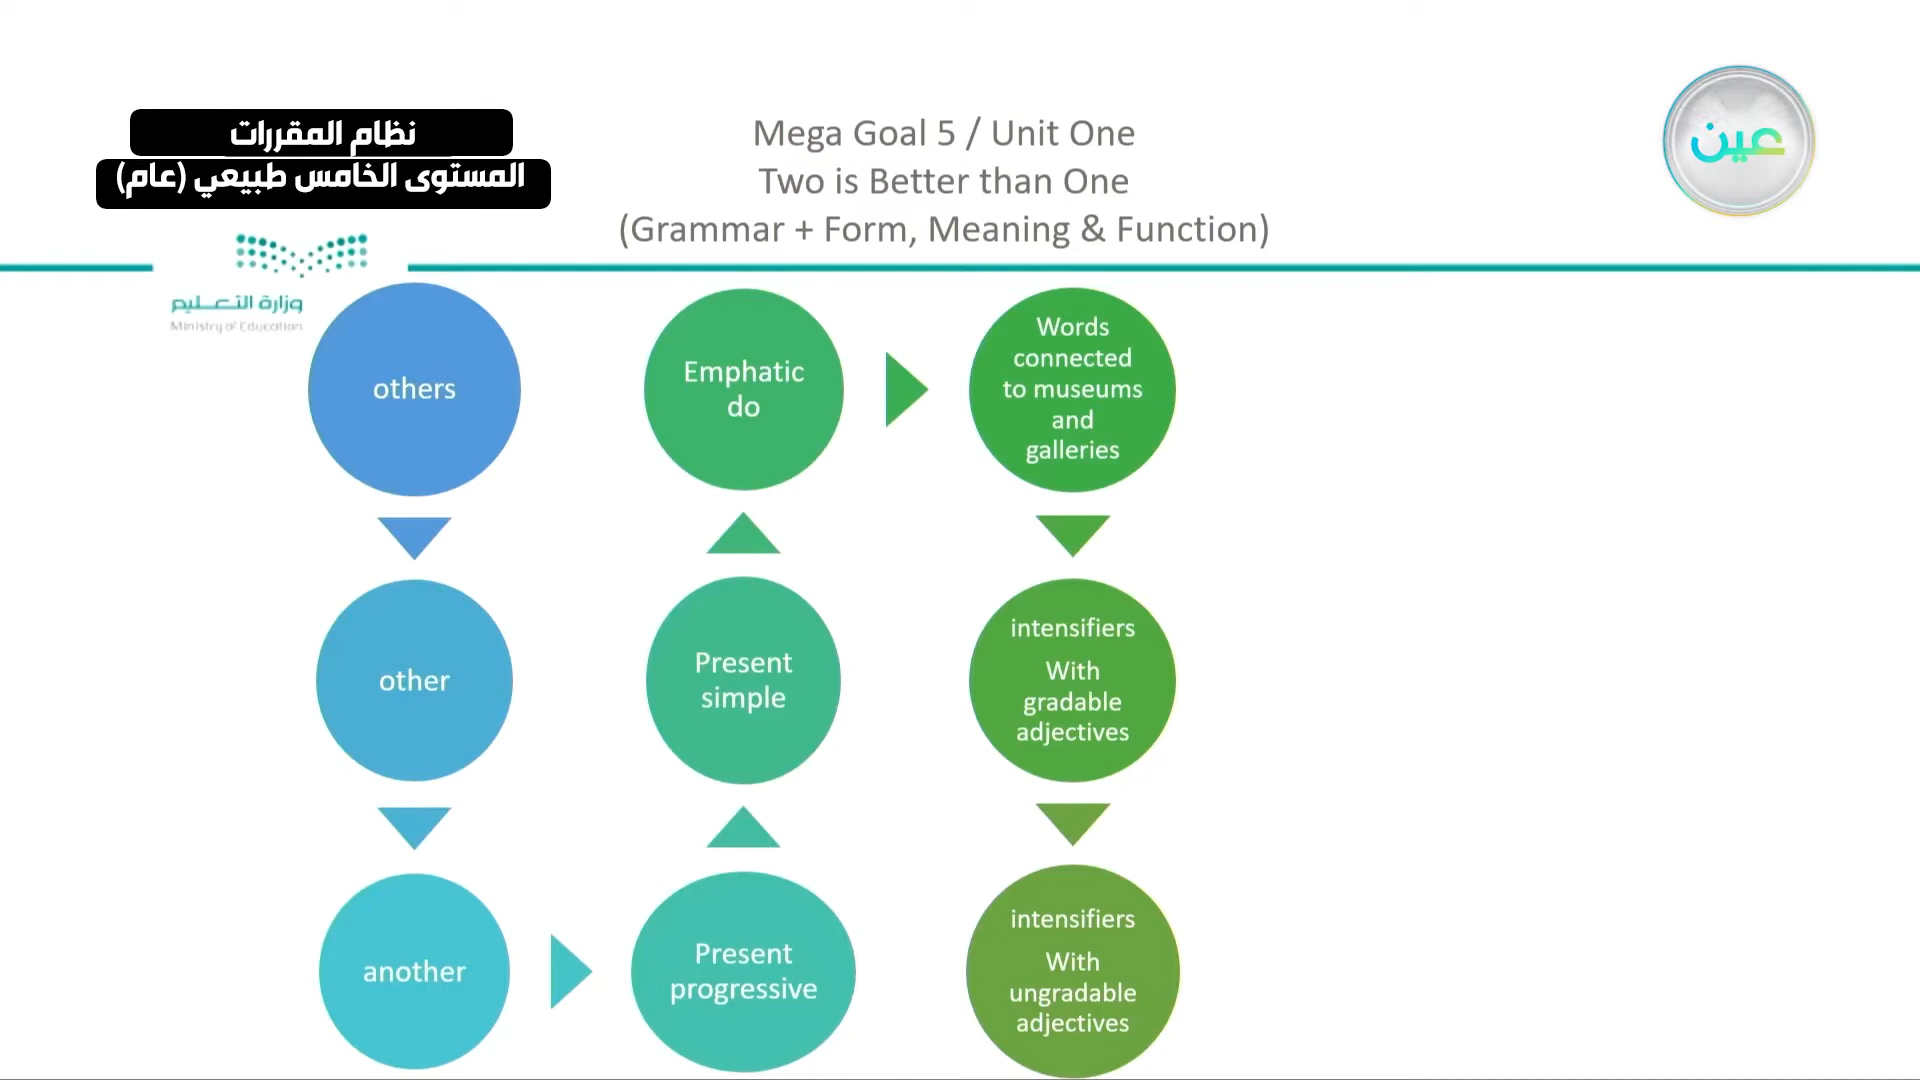 نظام المقررات
المستوى الخامس طبيعي (عام)
Mega Goal 5 / Unit One
Two is Better than One
(Grammar + Form, Meaning & Function)
عين
وزارة التعليم
Ministry of Education
others
other
another
Present
progressive
Present
simple
Emphatic
do
Words
connected
to museums
and
galleries
intensifiers
With
gradable
adjectives
intensifiers
With
ungradable
adjectives